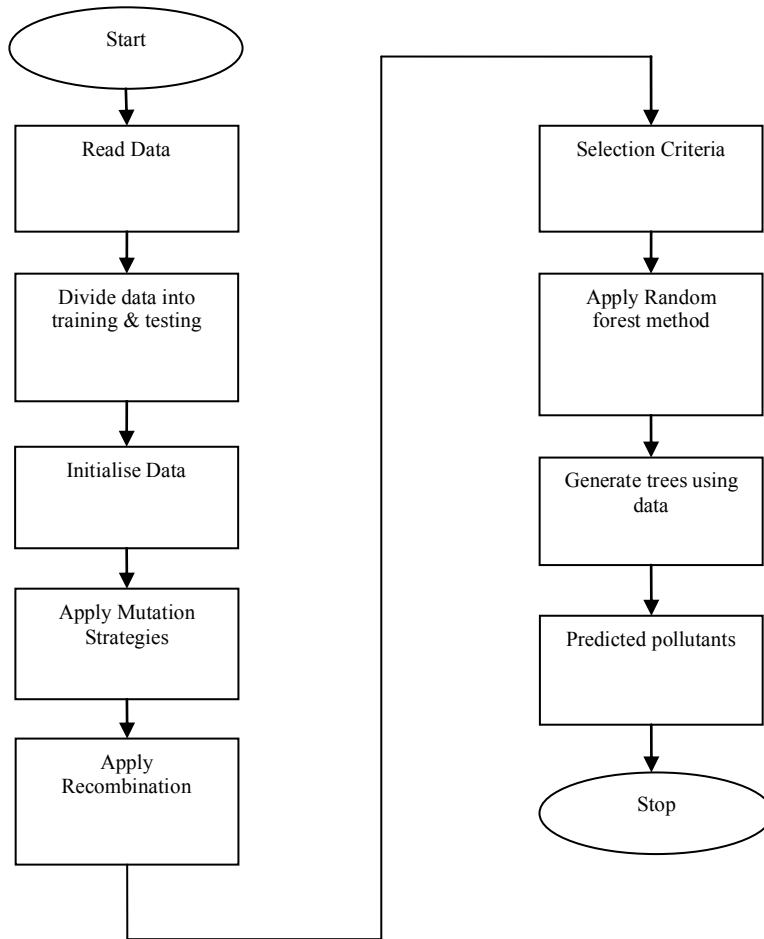 Start
Read Data
Divide data into
training & testing
Initialise Data
Apply Mutation
Strategies
Apply
Recombination
Selection Criteria
Apply Random
forest method
Generate trees using
data
Predicted pollutants
Stop